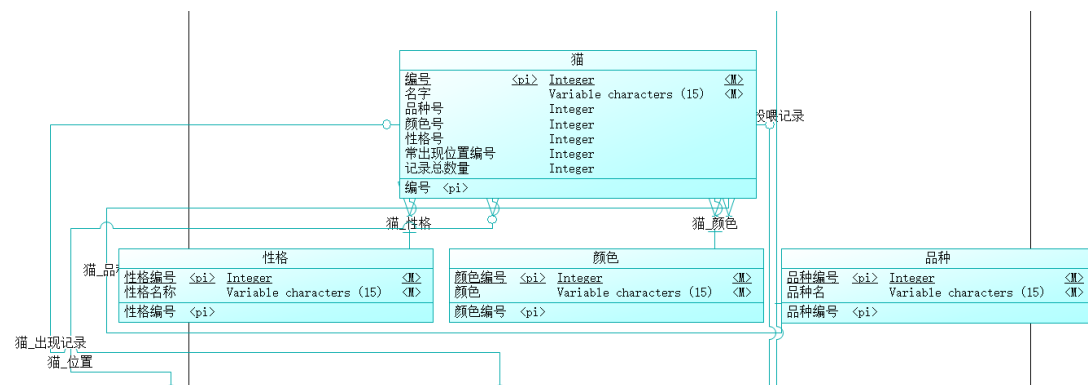 猫
编号 <pi> Integer <M>
名字 Variable characters (15) <M>
品种号 Integer
颜色号 Integer
性格号 Integer
常出现位置编号 Integer
记录总数量 Integer
编号 <pi>
投喂记录
猫_性格
猫_颜色
性格
性格编号 <pi> Integer <M>
性格名称 Variable characters (15) <M>
性格编号 <pi>
颜色
颜色编号 <pi> Integer <M>
颜色 Variable characters (15) <M>
颜色编号 <pi>
品种
品种编号 <pi> Integer <M>
品种名 Variable characters (15) <M>
品种编号 <pi>
猫_品种
猫_出现记录
猫_位置